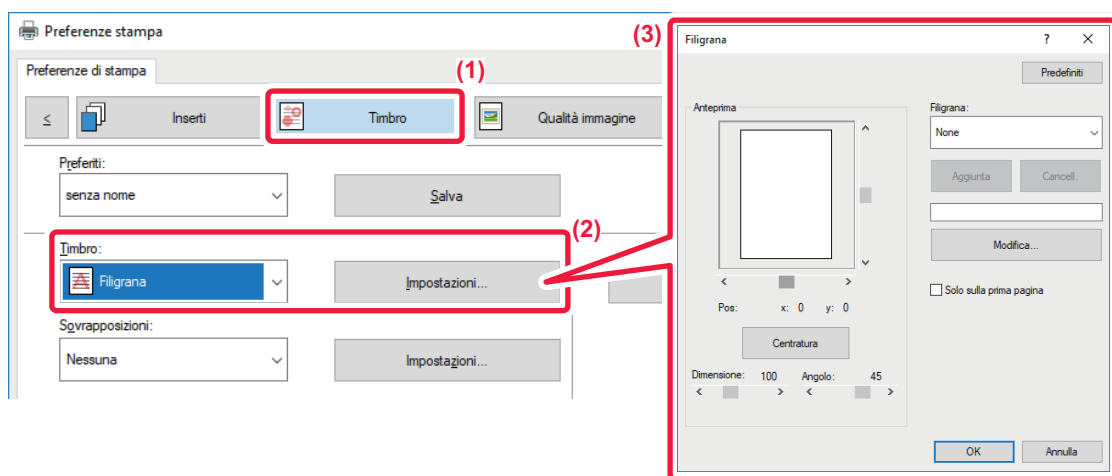 Preferenze stampa
Preferenze di stampa
(1)
<
Inserti
Timbro
Qualità immagine
Preferiti:
senza nome
Salva
(2)
Timbro:
Filigrana
Impostazioni...
Sovrapposizioni:
Nessuna
Impostazioni...
(3)
Filigrana
?
Predefiniti
Anteprima
Filigrana:
None
Aggiunta
Cancell.
Modifica...
Solo sulla prima pagina
Pos: x: 0 y: 0
Centratura
Dimensione: 100 Angolo: 45
OK
Annulla